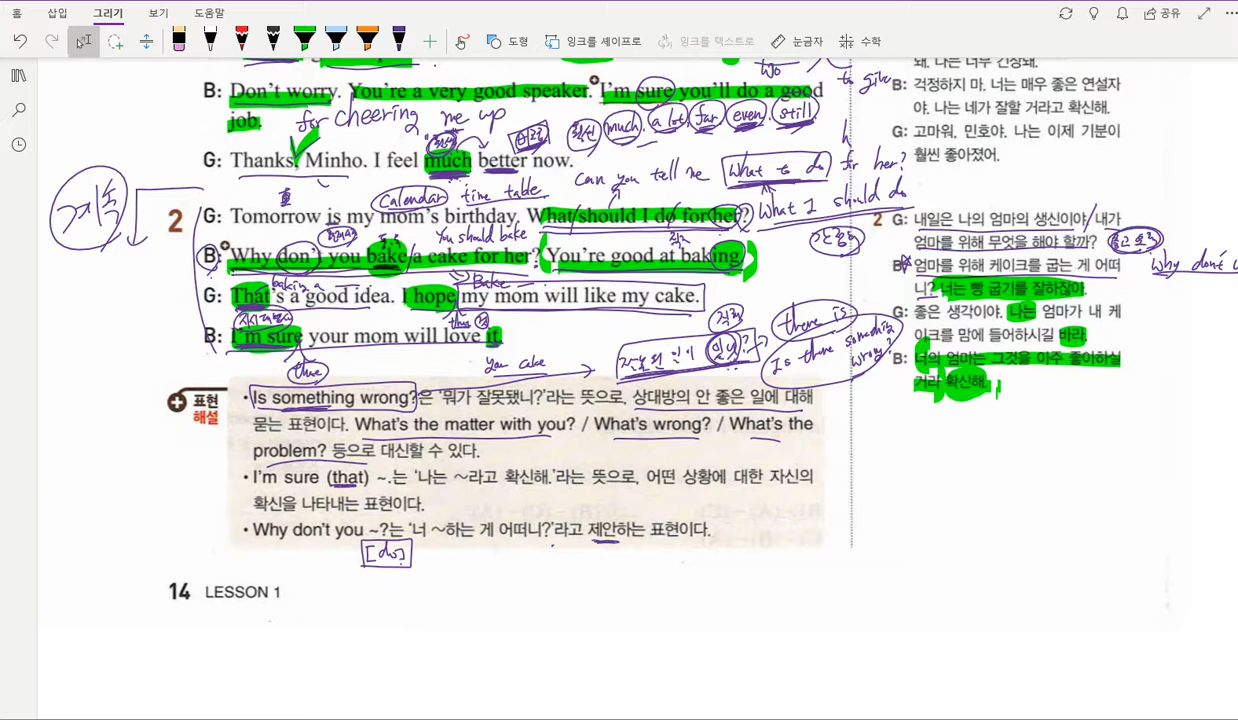 홈 삽입 그리기 보기 도움말
공유
도형 잉크를 셰이프로 잉크를 텍스트로 눈금자 수학
to give
B: Don't worry. You're a very good speaker. I'm sure you'll do a good
job.
for cheering me up
much a lot far even still
G: Thanks, Minho. I feel much better now.
Can you tell me What to do for her?
Calendar time table
What I should do
2 G: Tomorrow is my mom's birthday. What should I do for her?
You should bake
B: Why don't you bake a cake for her? You're good at baking.
baking a
Bake
G: That's a good idea. I hope my mom will like my cake.
지시대명사
B: I'm sure your mom will love it.
there is
Is there something wrong?
your cake
표현
해설
• Is something wrong?은 '뭐가 잘못됐니?'라는 뜻으로, 상대방의 안 좋은 일에 대해
묻는 표현이다. What's the matter with you? / What's wrong? / What's the
problem? 등으로 대신할 수 있다.
• I'm sure (that) ~.는 '나는 ~라고 확신해.'라는 뜻으로, 어떤 상황에 대한 자신의
확신을 나타내는 표현이다.
• Why don't you ~?는 '너 ~하는 게 어떠니?'라고 제안하는 표현이다.
[do]
14 LESSON 1
돼. 나는 너무 긴장돼.
B: 걱정하지 마. 너는 매우 좋은 연설자
야. 나는 네가 잘할 거라고 확신해.
G: 고마워, 민호야. 나는 이제 기분이
훨씬 좋아졌어.
2 G: 내일은 나의 엄마의 생신이야. 내가
엄마를 위해 무엇을 해야 할까?
B: 엄마를 위해 케이크를 굽는 게 어떠
니? 너는 빵 굽기를 잘하잖아.
why don't
G: 좋은 생각이야. 나는 엄마가 내 케
이크를 맘에 들어하시길 바라.
B: 너의 엄마는 그것을 아주 좋아하실
거라 확신해.